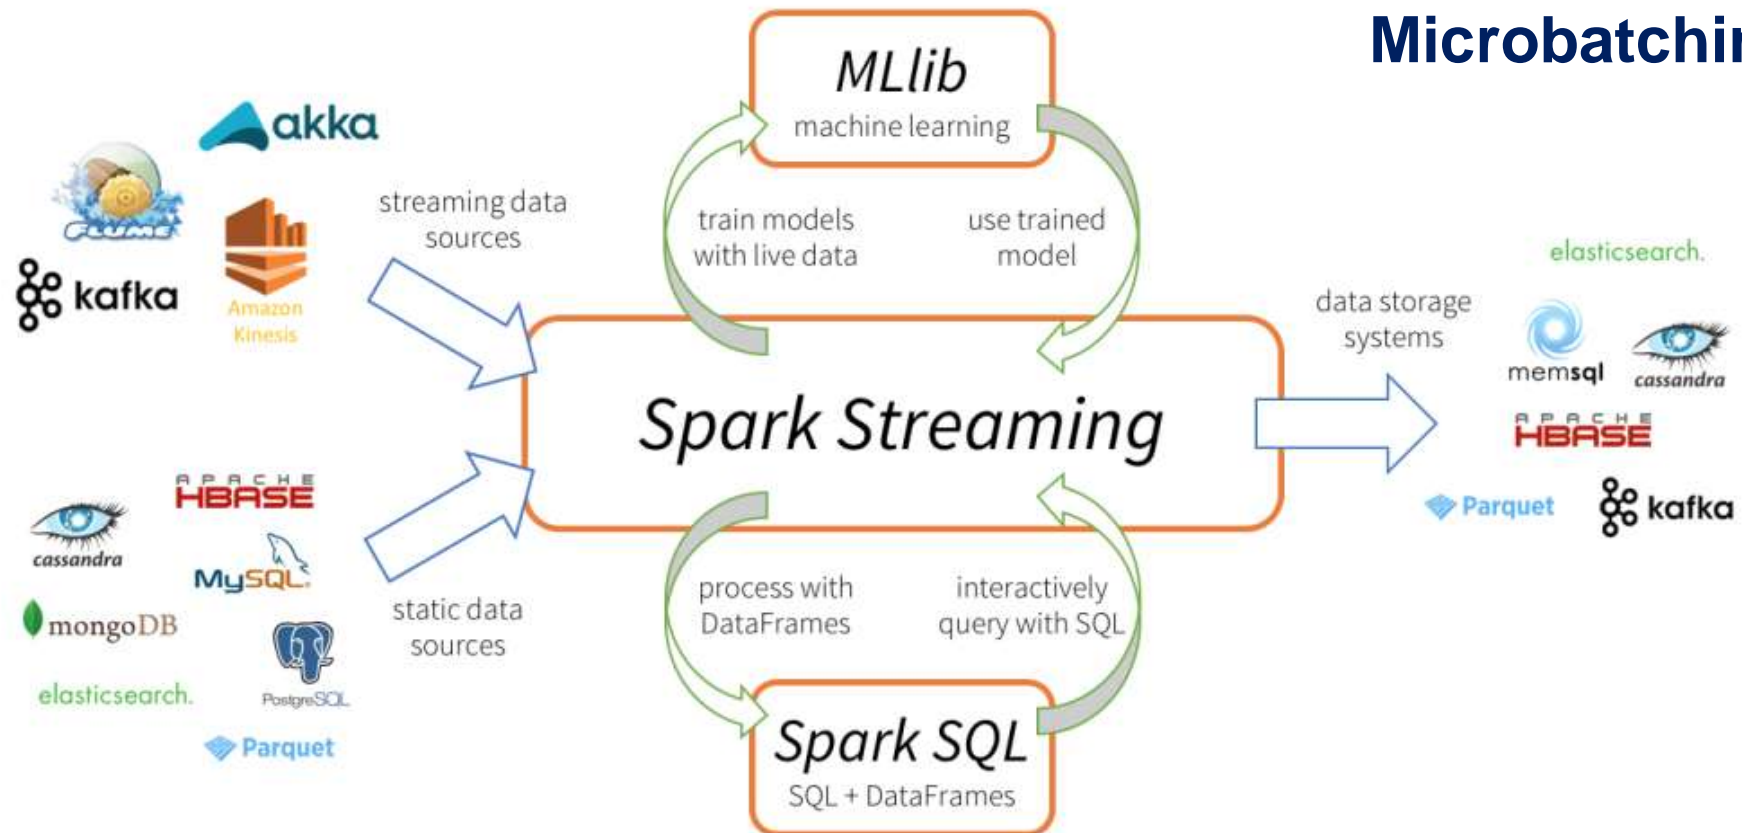 Microbatchin
MLlib
machine learning
akka
FLUME
kafka
Amazon
Kinesis
streaming data
sources
train models
with live data
use trained
model
Spark Streaming
data storage
systems
elasticsearch.
memsql
cassandra
APACHE
HBASE
Parquet
kafka
APACHE
HBASE
cassandra
MySQL.
mongoDB
PostgreSQL
elasticsearch.
Parquet
static data
sources
process with
DataFrames
interactively
query with SQL
Spark SQL
SQL + DataFrames